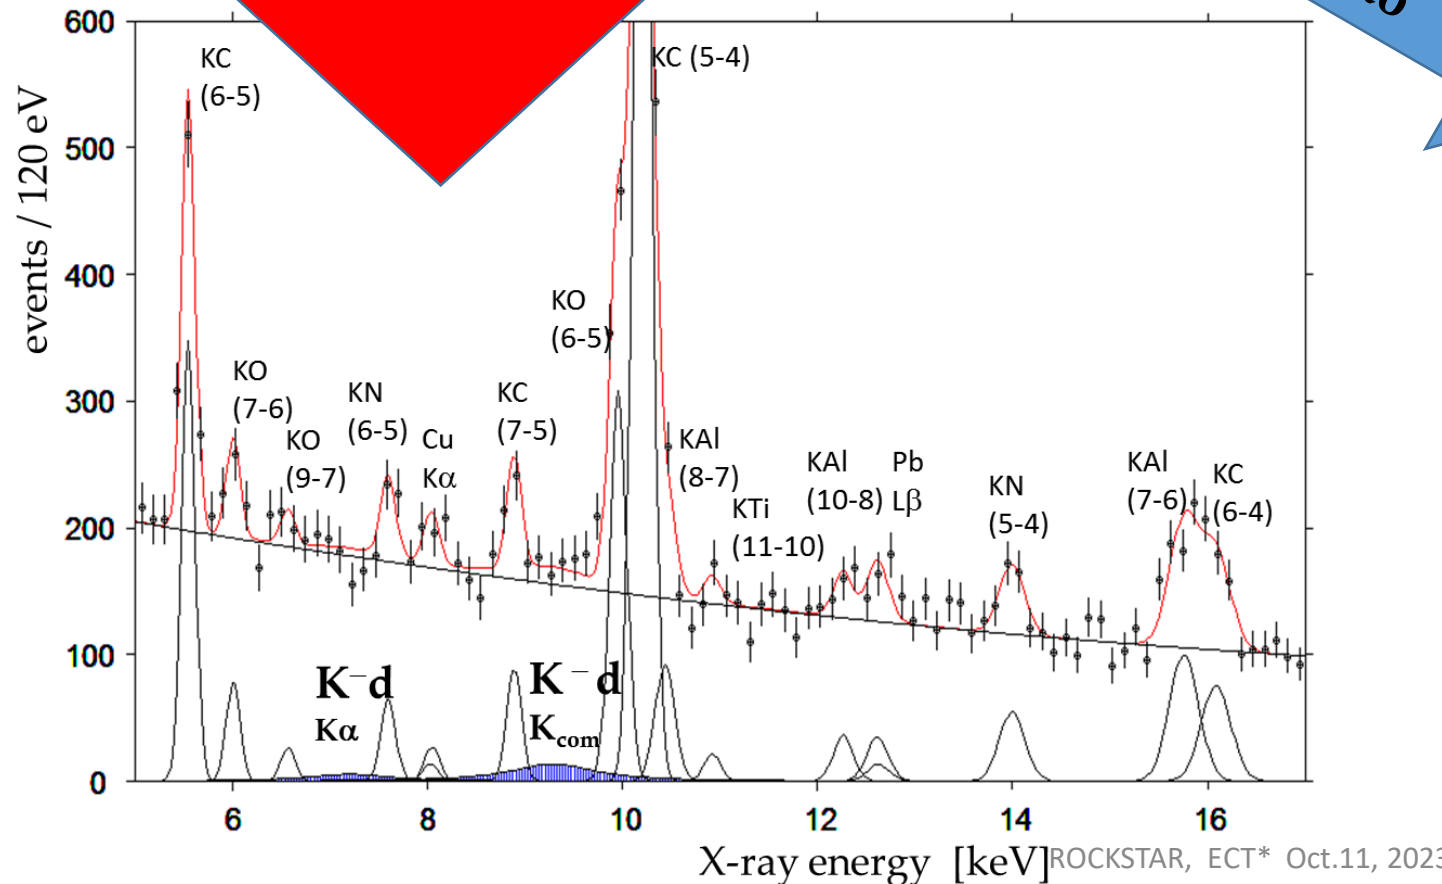 to
600
500
400
300
200
100
0
events / 120 eV
KC
(6-5)
KO
(7-6)
KO
(9-7)
KN
(6-5)
Cu
Kα
KC
(7-5)
KO
(6-5)
KC (5-4)
KAl
(8-7)
KTi
(11-10)
KAl
(10-8)
Pb
Lβ
KN
(5-4)
KAl
(7-6)
KC
(6-4)
K⁻d
Kα
K⁻d
Kcom
6
8
10
12
14
16
X-ray energy [keV]
ROCKSTAR, ECT* Oct.11, 2023